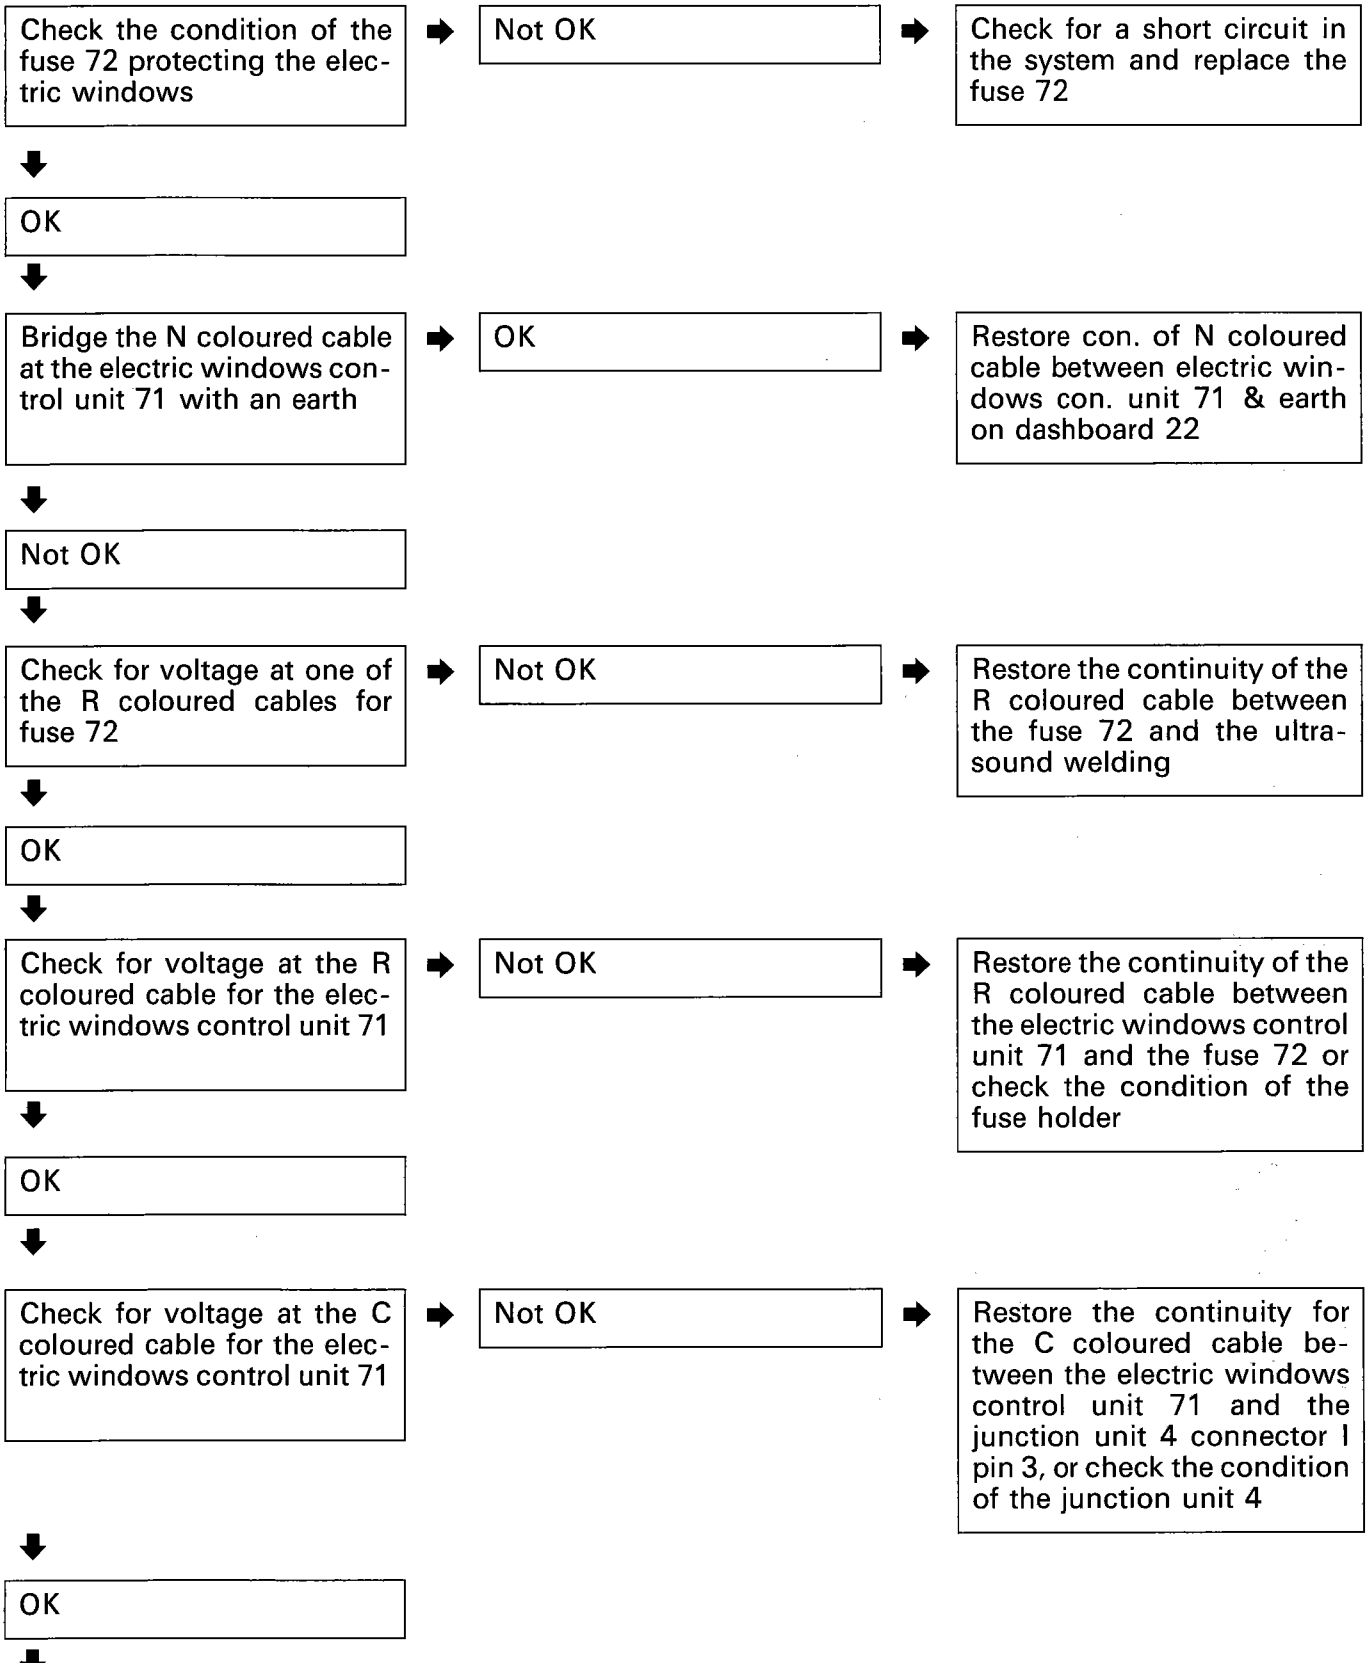 Check the condition of the
fuse 72 protecting the elec-
tric windows
Not OK
Check for a short circuit in
the system and replace the
fuse 72
OK
Bridge the N coloured cable
at the electric windows con-
trol unit 71 with an earth
OK
Restore con. of N coloured
cable between electric win-
dows con. unit 71 & earth
on dashboard 22
Not OK
Check for voltage at one of
the R coloured cables for
fuse 72
Not OK
Restore the continuity of the
R coloured cable between
the fuse 72 and the ultra-
sound welding
OK
Check for voltage at the R
coloured cable for the elec-
tric windows control unit 71
Not OK
Restore the continuity of the
R coloured cable between
the electric windows control
unit 71 and the fuse 72 or
check the condition of the
fuse holder
OK
Check for voltage at the C
coloured cable for the elec-
tric windows control unit 71
Not OK
Restore the continuity for
the C coloured cable be-
tween the electric windows
control unit 71 and the
junction unit 4 connector I
pin 3, or check the condition
of the junction unit 4
OK